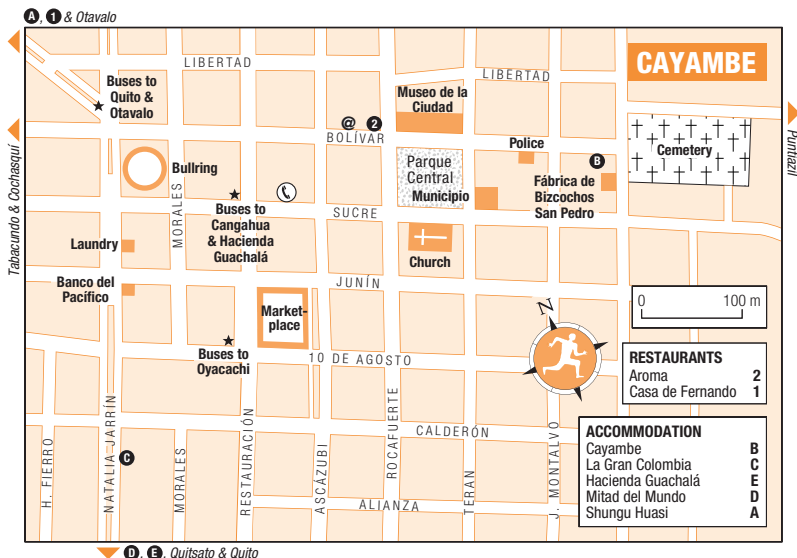 A, 1 & Otavalo
CAYAMBE
LIBERTAD
LIBERTAD
Buses to
Quito &
Otavalo
Museo de la
Ciudad
@ 2
BOLÍVAR
Police
B
Cemetery
Puntiazil
Tabacundo & Cochasquí
Bullring
Parque
Central
Municipio
Fábrica de
Bizcochos
San Pedro
MORALES
Buses to
Cangahua
& Hacienda
Guachalá
SUCRE
Laundry
Church
JUNÍN
Banco del
Pacífico
Market-
place
N
0 100 m
Buses to
Oyacachi
10 DE AGOSTO
RESTAURANTS
Aroma 2
Casa de Fernando 1
CALDERÓN
ACCOMMODATION
Cayambe B
La Gran Colombia C
Hacienda Guachalá E
Mitad del Mundo D
Shungu Huasi A
C
H. FIERRO
NATALIA JARRÍN
MORALES
RESTAURACIÓN
ASCÁZUBI
ROCAFUERTE
TERAN
J. MONTALVO
ALIANZA
D, E, Quitsato & Quito